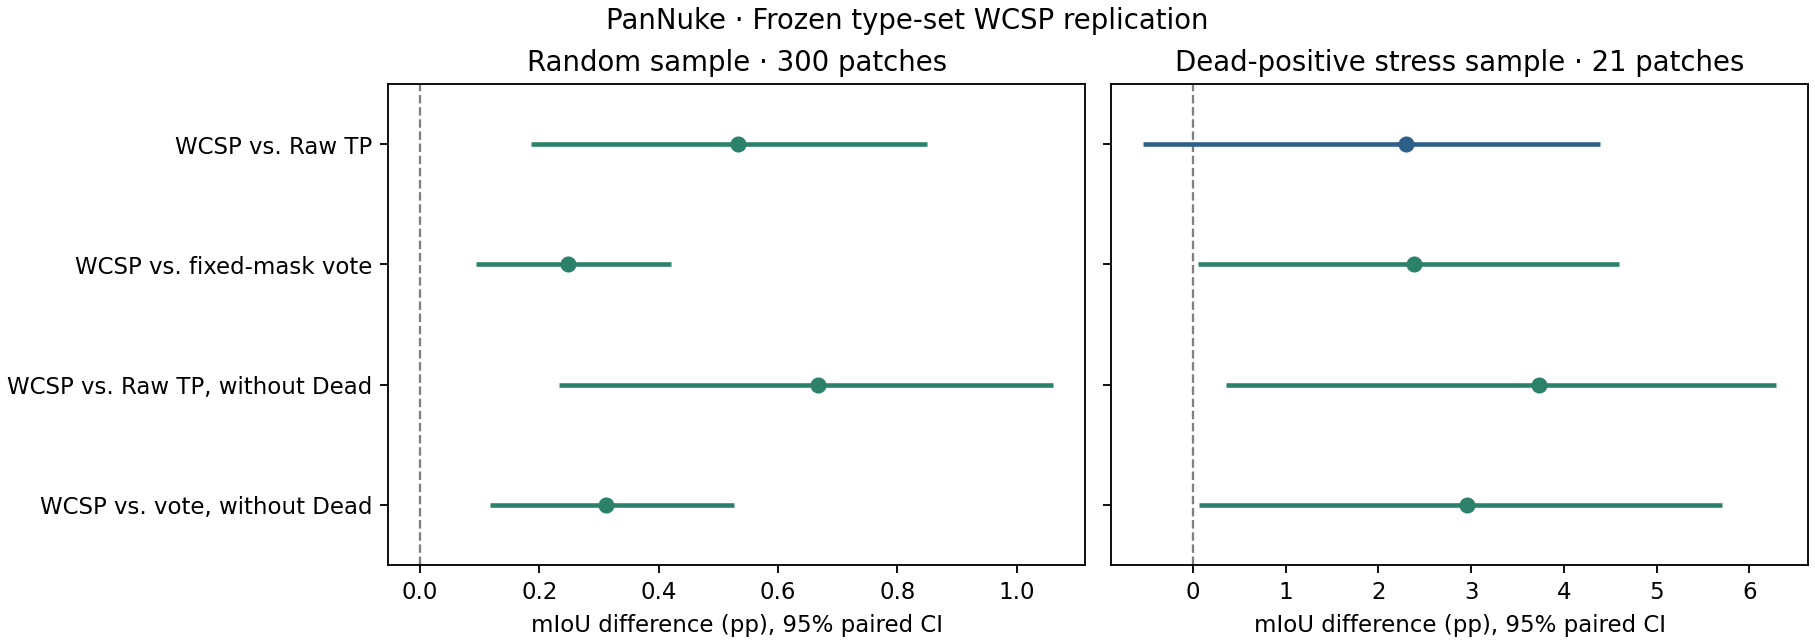 PanNuke · Frozen type-set WCSP replication
Random sample · 300 patches
Dead-positive stress sample · 21 patches
WCSP vs. Raw TP
WCSP vs. fixed-mask vote
WCSP vs. Raw TP, without Dead
WCSP vs. vote, without Dead
0.0 0.2 0.4 0.6 0.8 1.0
0 1 2 3 4 5 6
mIoU difference (pp), 95% paired CI
mIoU difference (pp), 95% paired CI